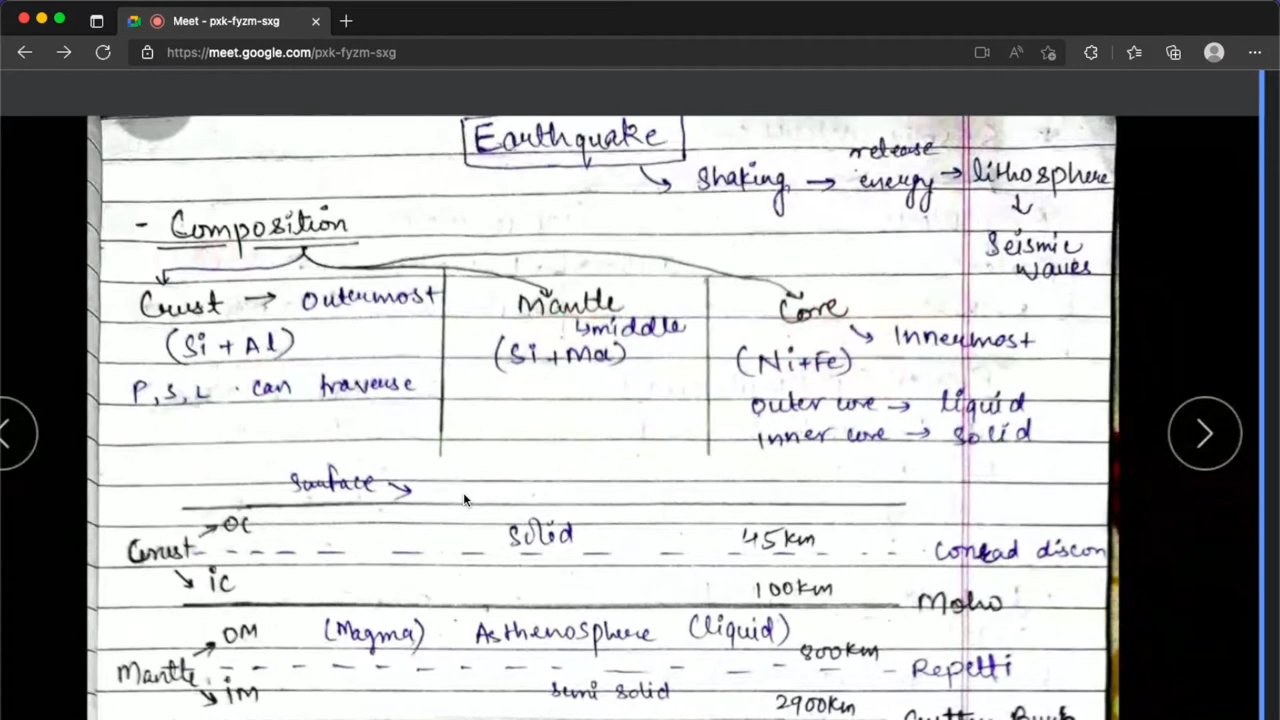 Meet - pxk-fyzm-sxg
https://meet.google.com/pxk-fyzm-sxg
Earthquake
shaking → release energy → lithosphere
↓
Seismic waves
- Composition
Crust → Outermost
(Si + Al)
P, S, L . can traverse
Mantle
↳ middle
(Si + Ma)
Core
↘ Innermost
(Ni + Fe)
outer core → liquid
inner core → solid
Surface ↘
Crust → OC solid 45km Conrad discon
↘ ic 100km Moho
Mantle → OM (Magma) Asthenosphere (liquid) 800km Repetti
↘ iM semi solid 2900km